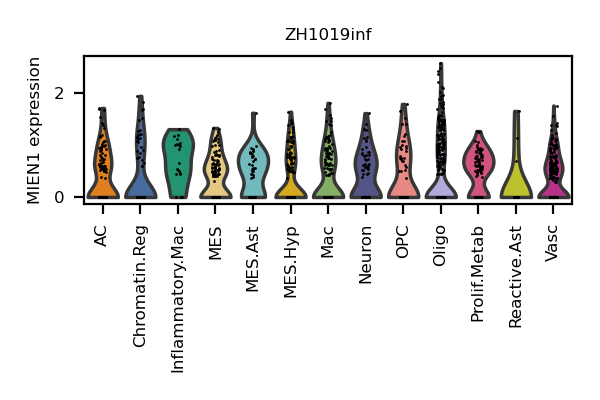 ZH1019inf
MIEN1 expression
2
0
AC
Chromatin.Reg
Inflammatory.Mac
MES
MES.Ast
MES.Hyp
Mac
Neuron
OPC
Oligo
Prolif.Metab
Reactive.Ast
Vasc